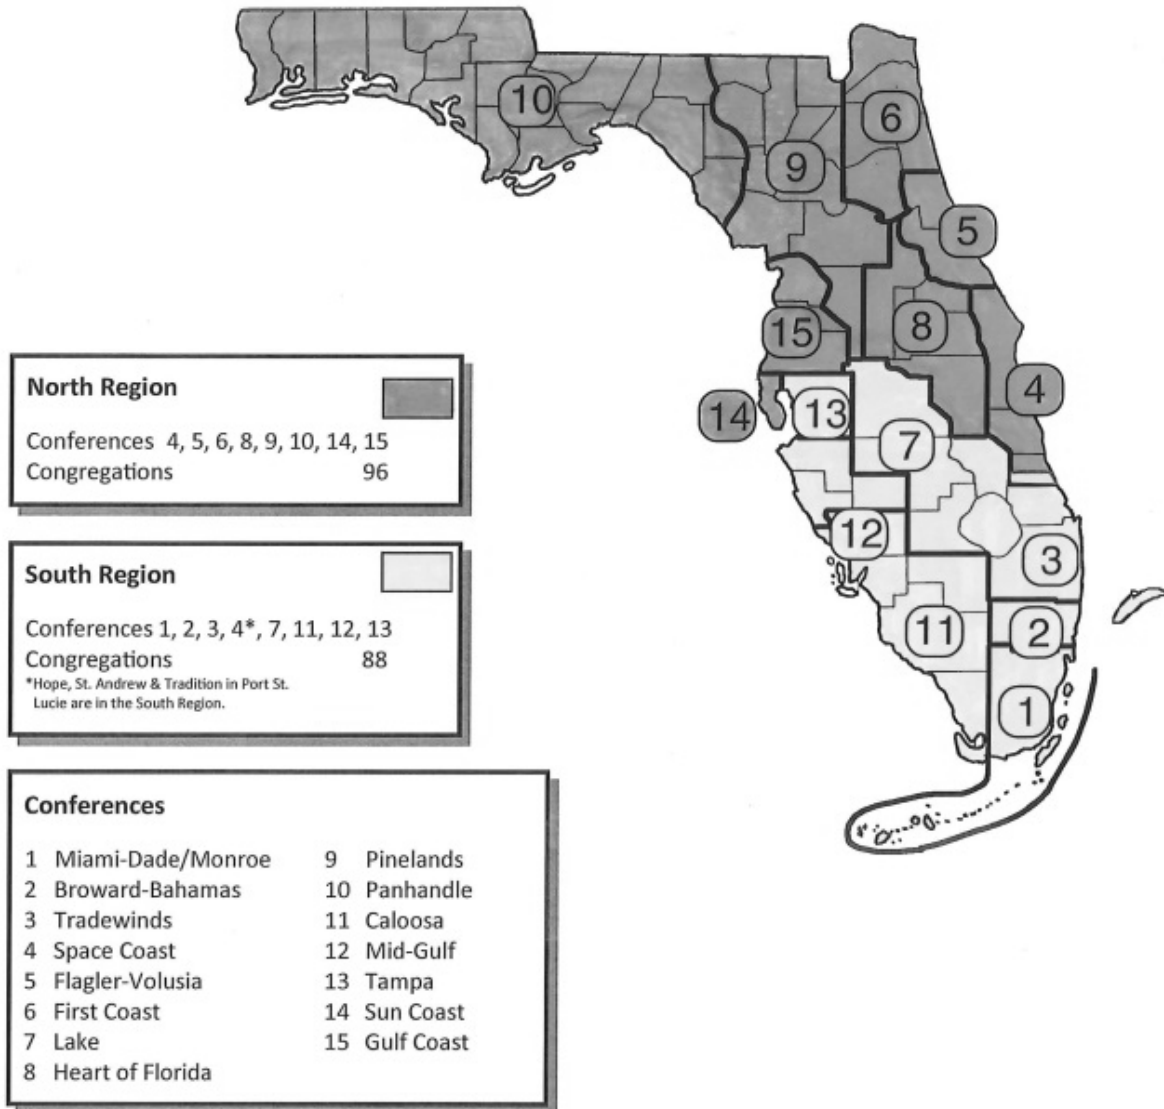 10
6
9
5
15
8
4
14
13
7
12
3
11
2
1
North Region
Conferences 4, 5, 6, 8, 9, 10, 14, 15
Congregations 96
South Region
Conferences 1, 2, 3, 4*, 7, 11, 12, 13
Congregations 88
*Hope, St. Andrew & Tradition in Port St.
Lucie are in the South Region.
Conferences
1 Miami-Dade/Monroe
2 Broward-Bahamas
3 Tradewinds
4 Space Coast
5 Flagler-Volusia
6 First Coast
7 Lake
8 Heart of Florida
9 Pinelands
10 Panhandle
11 Caloosa
12 Mid-Gulf
13 Tampa
14 Sun Coast
15 Gulf Coast